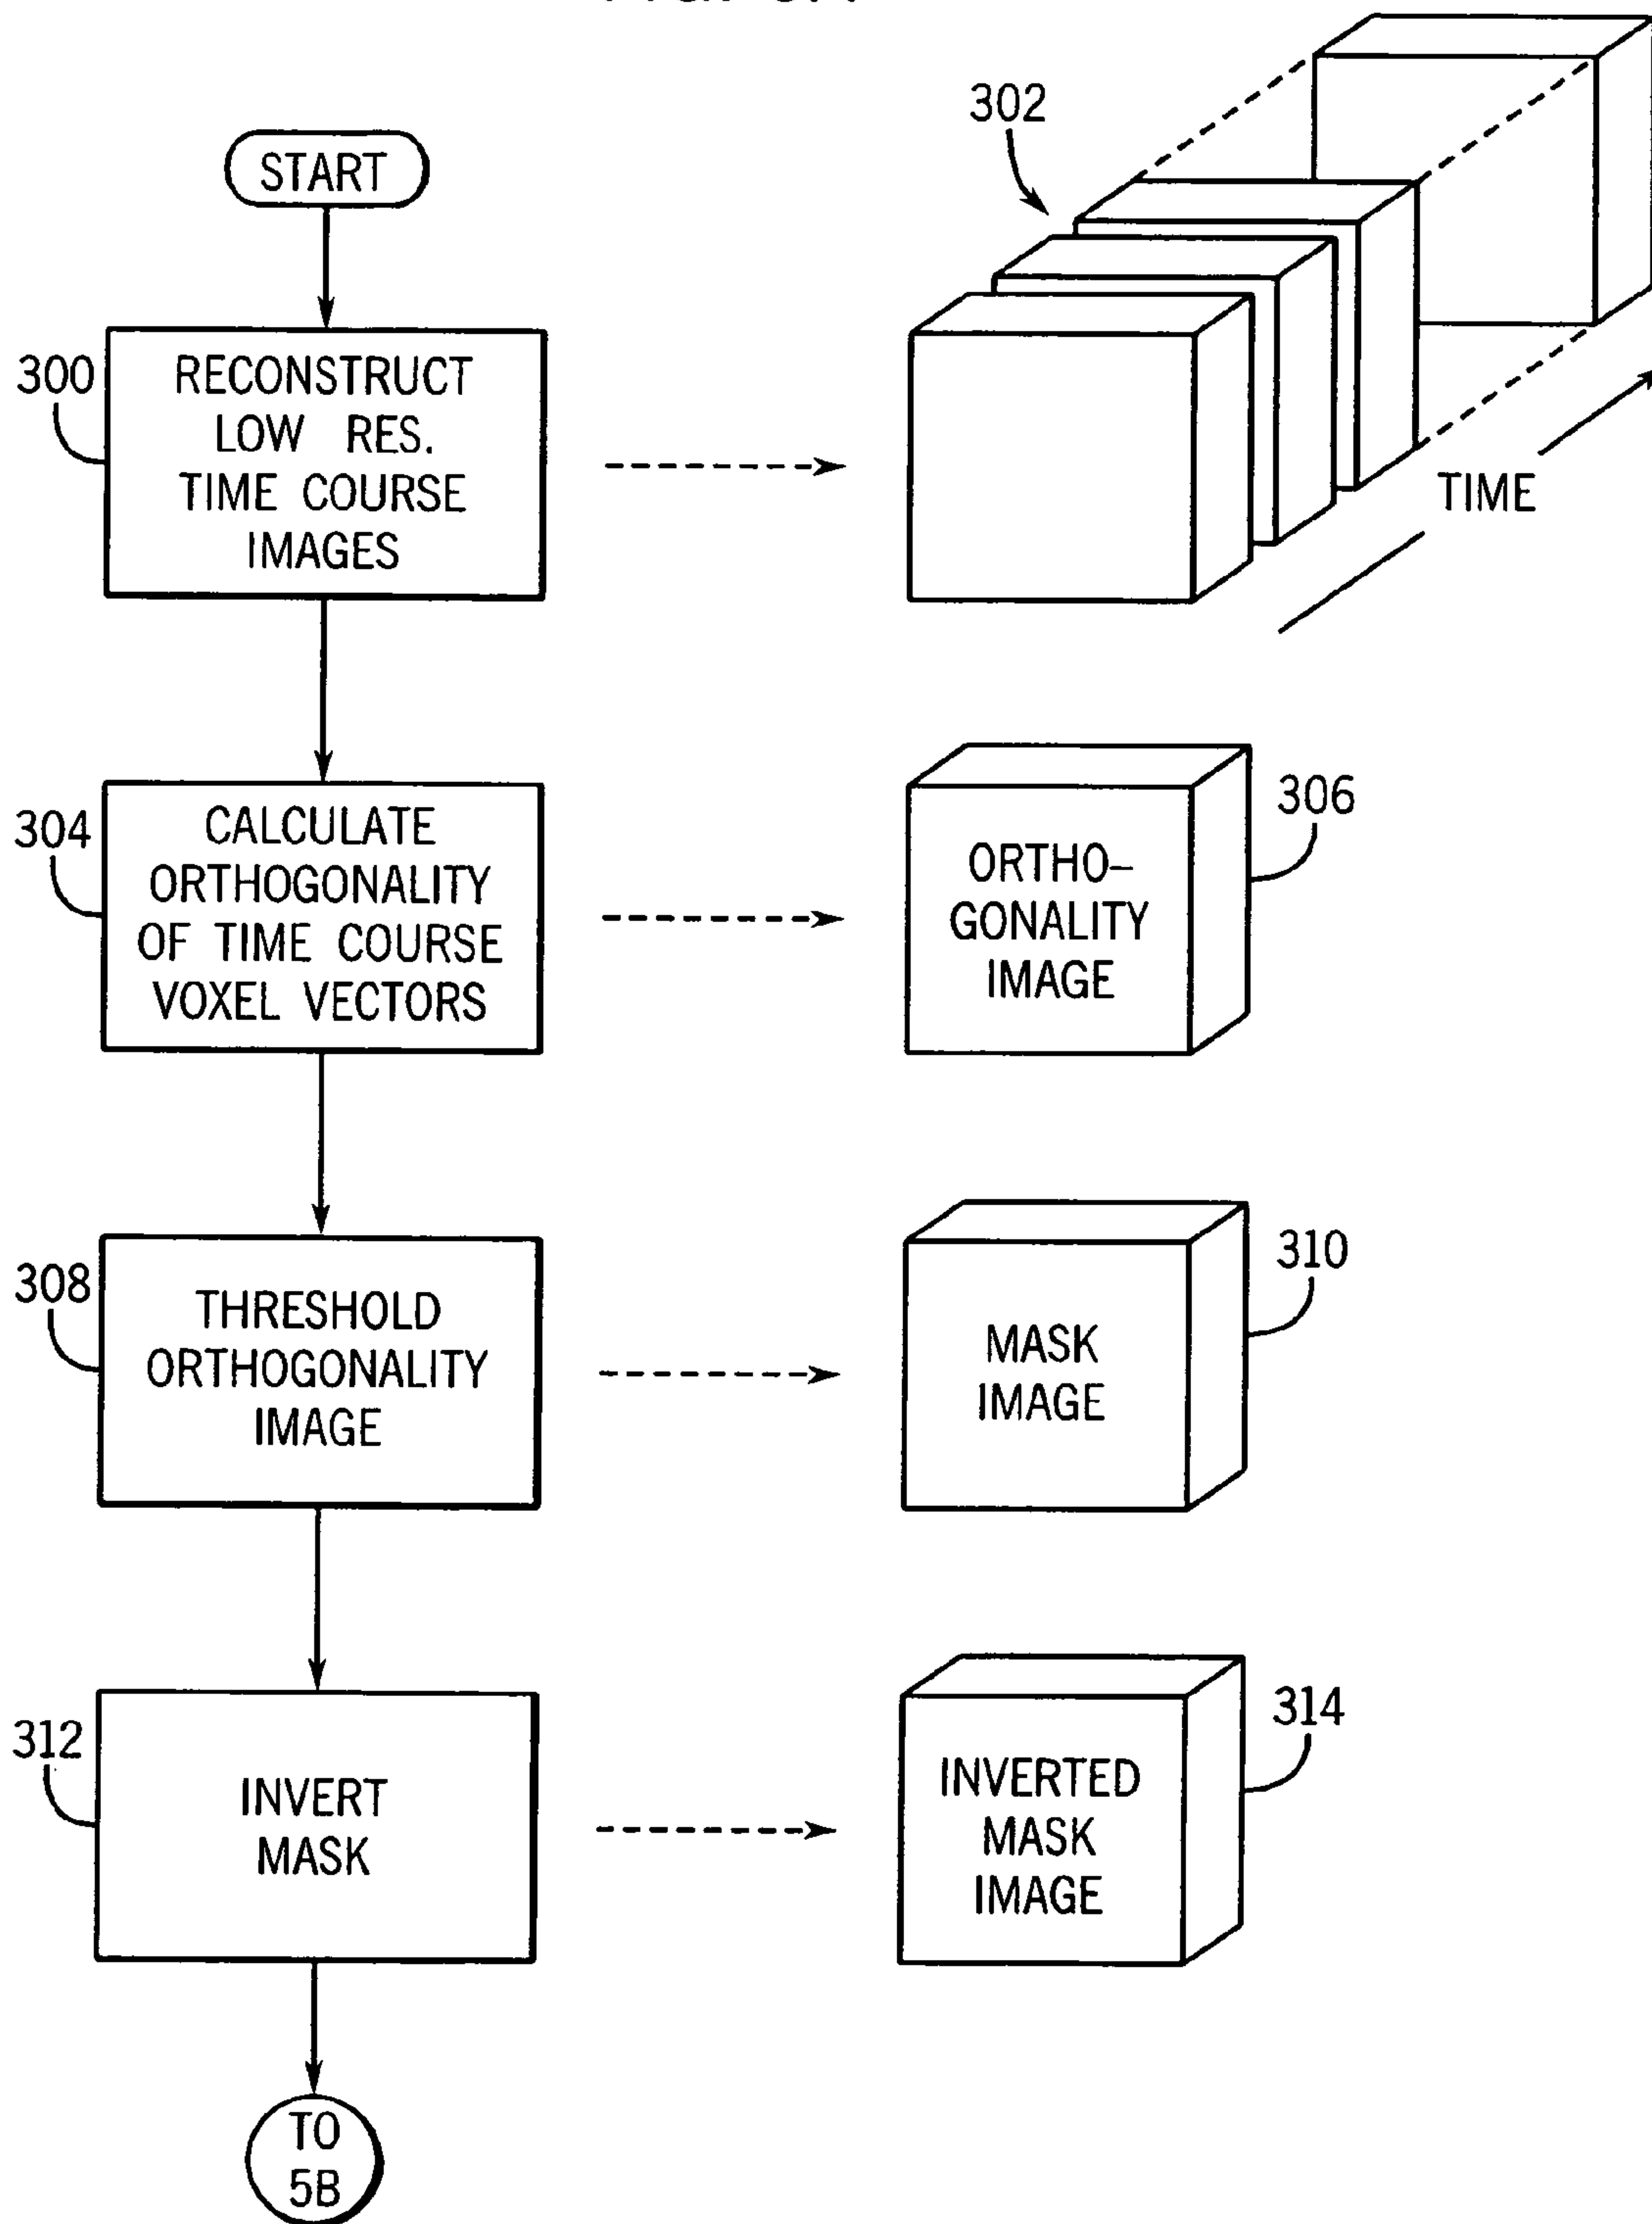 302
START
300
RECONSTRUCT
LOW RES.
TIME COURSE
IMAGES
TIME
304
CALCULATE
ORTHOGONALITY
OF TIME COURSE
VOXEL VECTORS
306
ORTHO–
GONALITY
IMAGE
308
THRESHOLD
ORTHOGONALITY
IMAGE
310
MASK
IMAGE
312
INVERT
MASK
314
INVERTED
MASK
IMAGE
TO
5B